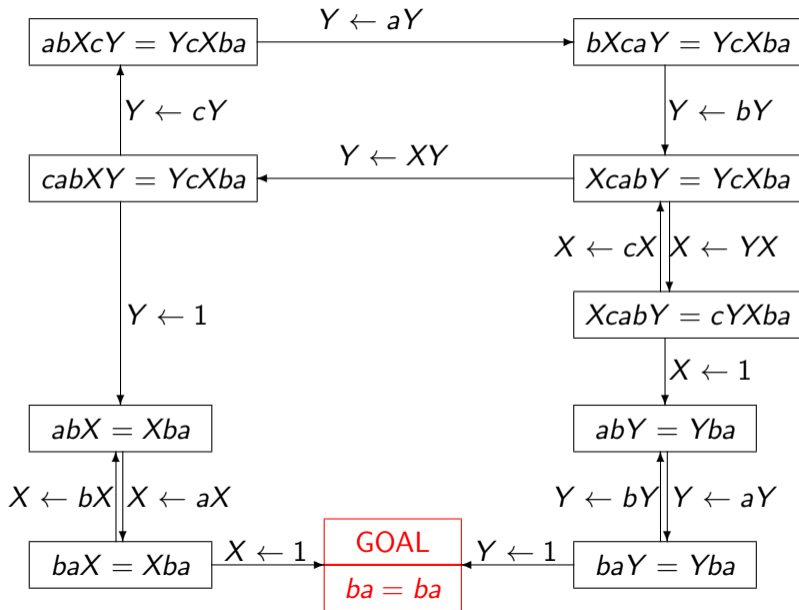 Y ← aY
abXcY = YcXba
bXcaY = YcXba
Y ← cY
Y ← bY
Y ← XY
cabXY = YcXba
XcabY = YcXba
X ← cX
X ← YX
Y ← 1
XcabY = cYXba
X ← 1
abX = Xba
abY = Yba
X ← bX
X ← aX
Y ← bY
Y ← aY
X ← 1
GOAL
Y ← 1
baX = Xba
ba = ba
baY = Yba